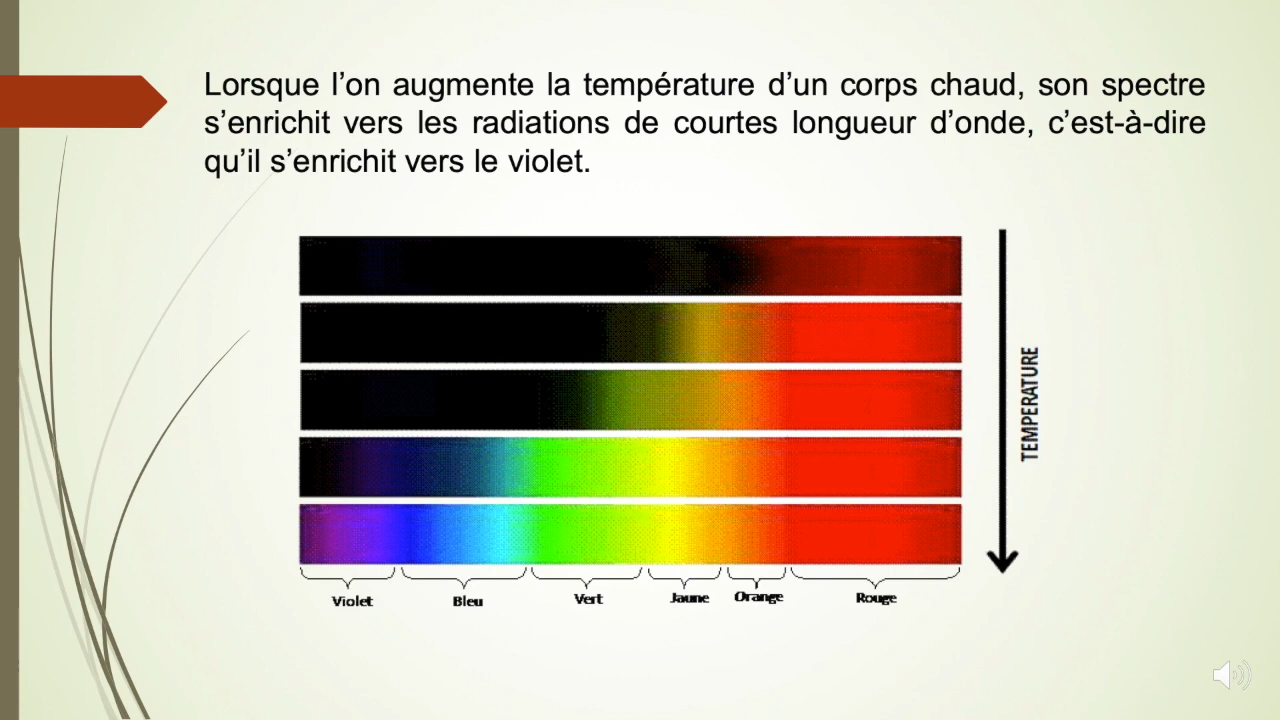 Lorsque l’on augmente la température d’un corps chaud, son spectre
s’enrichit vers les radiations de courtes longueur d’onde, c’est-à-dire
qu’il s’enrichit vers le violet.
TEMPERATURE
Violet Bleu Vert Jaune Orange Rouge